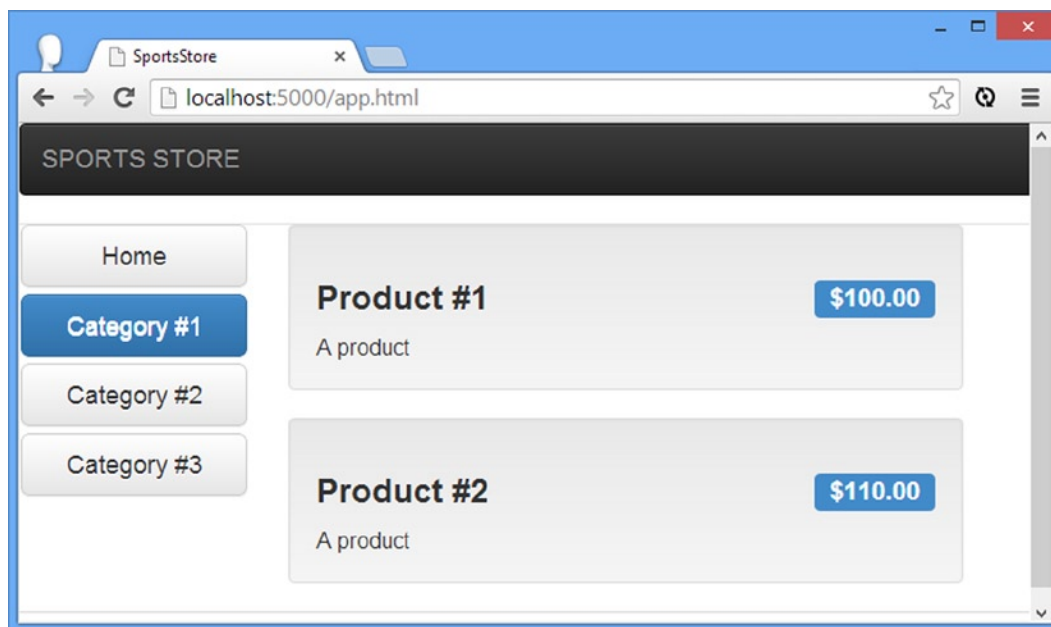 SportsStore
localhost:5000/app.html
SPORTS STORE
Home
Category #1
Category #2
Category #3
Product #1
$100.00
A product
Product #2
$110.00
A product